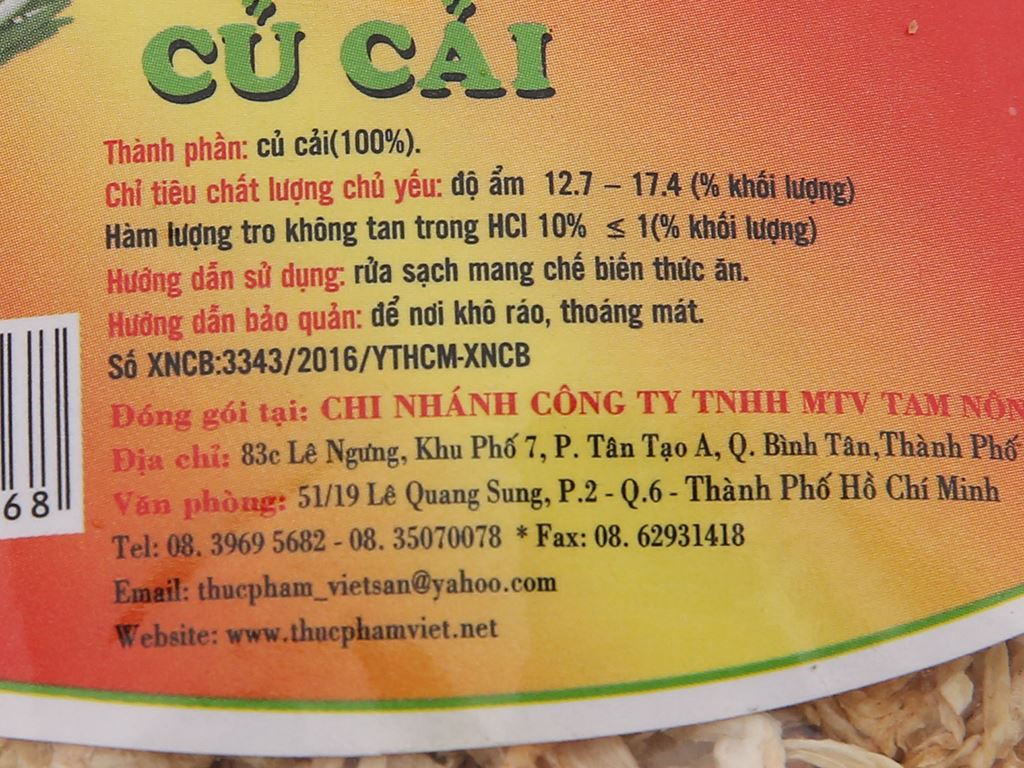 CỦ CẢI
Thành phần: củ cải(100%).
Chỉ tiêu chất lượng chủ yếu: độ ẩm 12.7 – 17.4 (% khối lượng)
Hàm lượng tro không tan trong HCl 10% ≤ 1(% khối lượng)
Hướng dẫn sử dụng: rửa sạch mang chế biến thức ăn.
Hướng dẫn bảo quản: để nơi khô ráo, thoáng mát.
Số XNCB:3343/2016/YTHCM-XNCB
Đóng gói tại: CHI NHÁNH CÔNG TY TNHH MTV TAM
Địa chỉ: 83c Lê Ngưng, Khu Phố 7, P. Tân Tạo A, Q. Bình Tân,Thành Phố
Văn phòng: 51/19 Lê Quang Sung, P.2 - Q.6 - Thành Phố Hồ Chí Minh
Tel: 08. 3969 5682 - 08. 35070078 * Fax: 08. 62931418
Email: thucpham_vietsan@yahoo.com
Website: www.thucphamviet.net
68